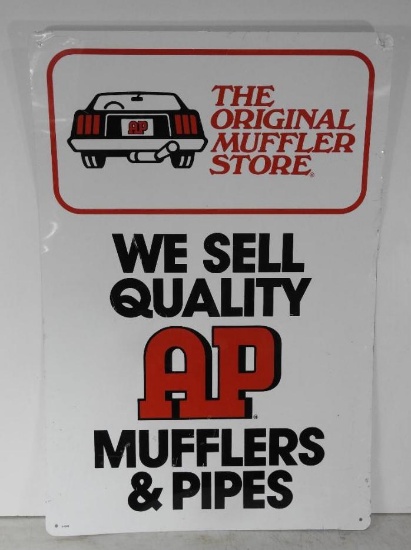 AP
THE
ORIGINAL
MUFFLER
STORE®
WE SELL
QUALITY
AP
MUFFLERS
& PIPES